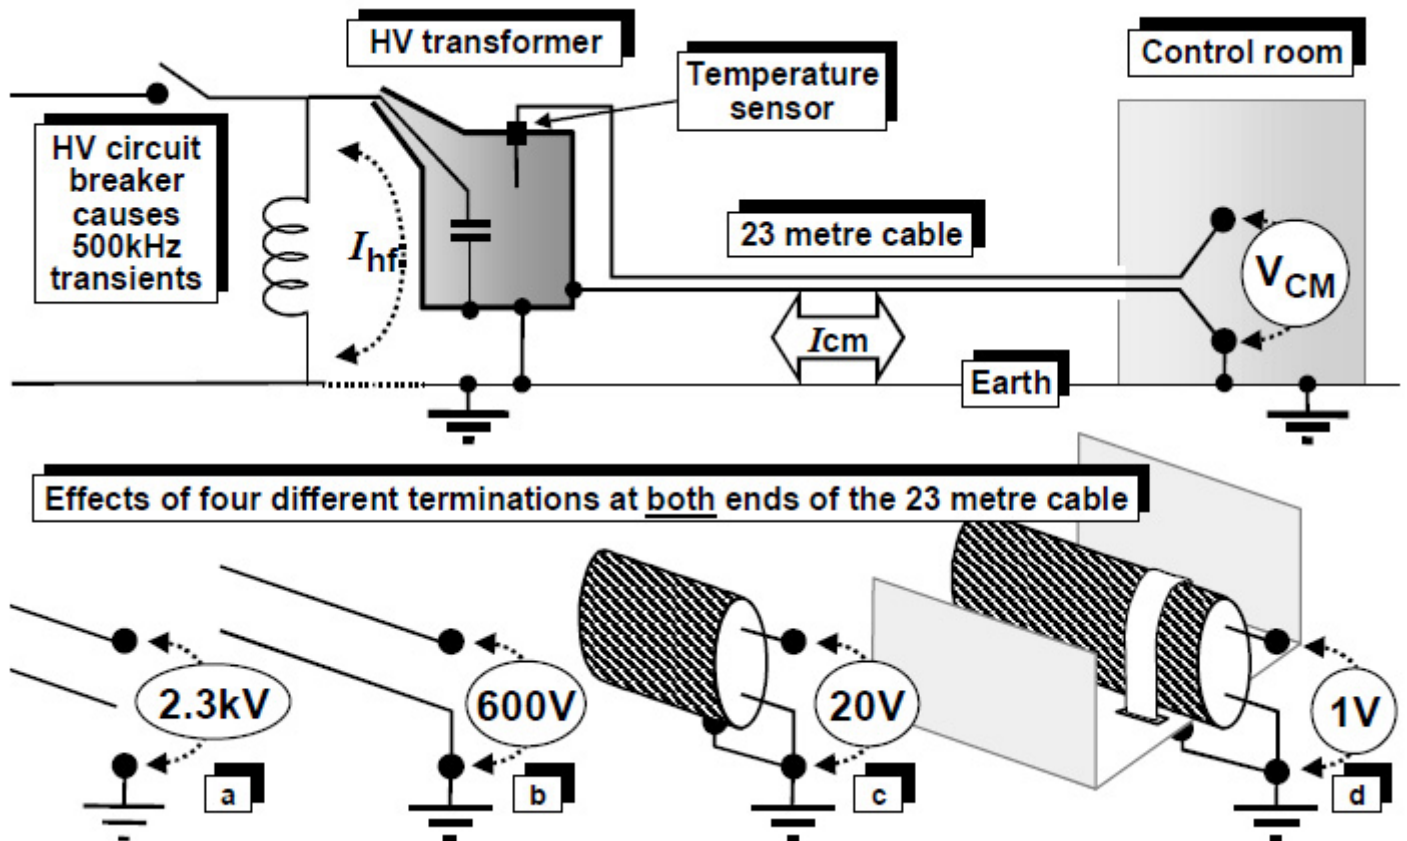 HV transformer
Control room
Temperature
sensor
HV circuit
breaker
causes
500kHz
transients
Ihf
23 metre cable
VCM
Icm
Earth
Effects of four different terminations at both ends of the 23 metre cable
2.3kV
600V
20V
1V
a
b
c
d